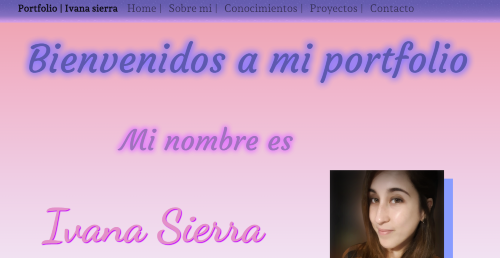 Portfolio | Ivana sierra Home | Sobre mi | Conocimientos | Proyectos | Contacto
Bienvenidos a mi portfolio
Mi nombre es
Ivana Sierra